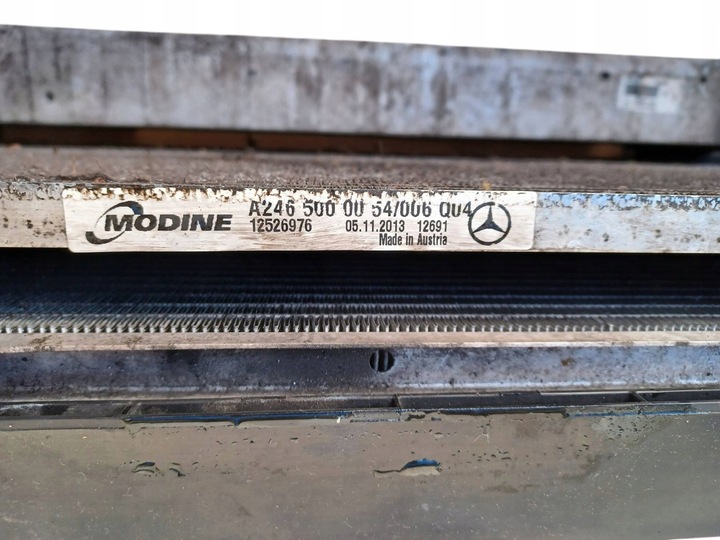 MODINE A246 500 00 54/006 Q04
12526976 05.11.2013 12691
Made in Austria